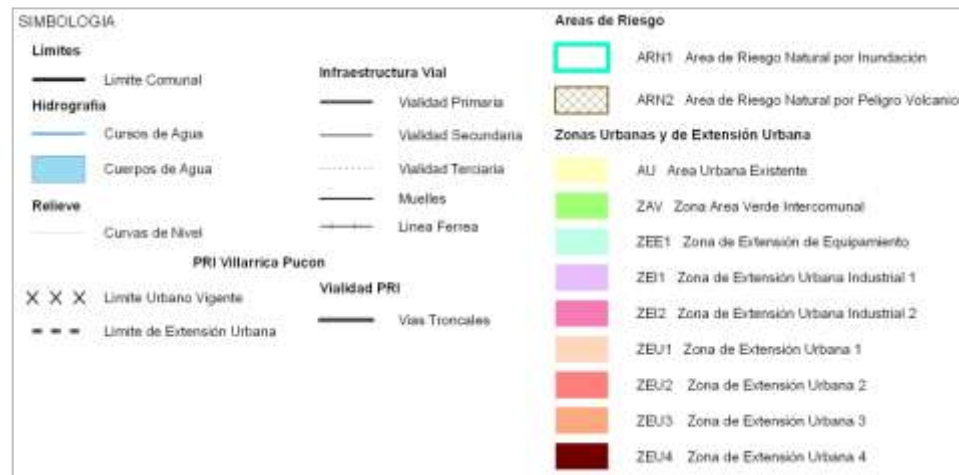 SIMBOLOGIA
Límites
Limite Comunal
Hidrografia
Cursos de Agua
Cuerpos de Agua
Relieve
Curvas de Nivel
PRI Villarrica Pucon
X X X Limite Urbano Vigente
Limite de Extensión Urbana
Infraestructura Vial
Vialidad Primaria
Vialidad Secundaria
Vialidad Terciaria
Muelles
Linea Ferrea
Vialidad PRI
Vias Troncales
Areas de Riesgo
ARN1 Area de Riesgo Natural por Inundación
ARN2 Area de Riesgo Natural por Peligro Volcanico
Zonas Urbanas y de Extensión Urbana
AU Area Urbana Existente
ZAV Zona Area Verde Intercomunal
ZEE1 Zona de Extensión de Equipamiento
ZEI1 Zona de Extensión Urbana Industrial 1
ZEI2 Zona de Extensión Urbana Industrial 2
ZEU1 Zona de Extensión Urbana 1
ZEU2 Zona de Extensión Urbana 2
ZEU3 Zona de Extensión Urbana 3
ZEU4 Zona de Extensión Urbana 4